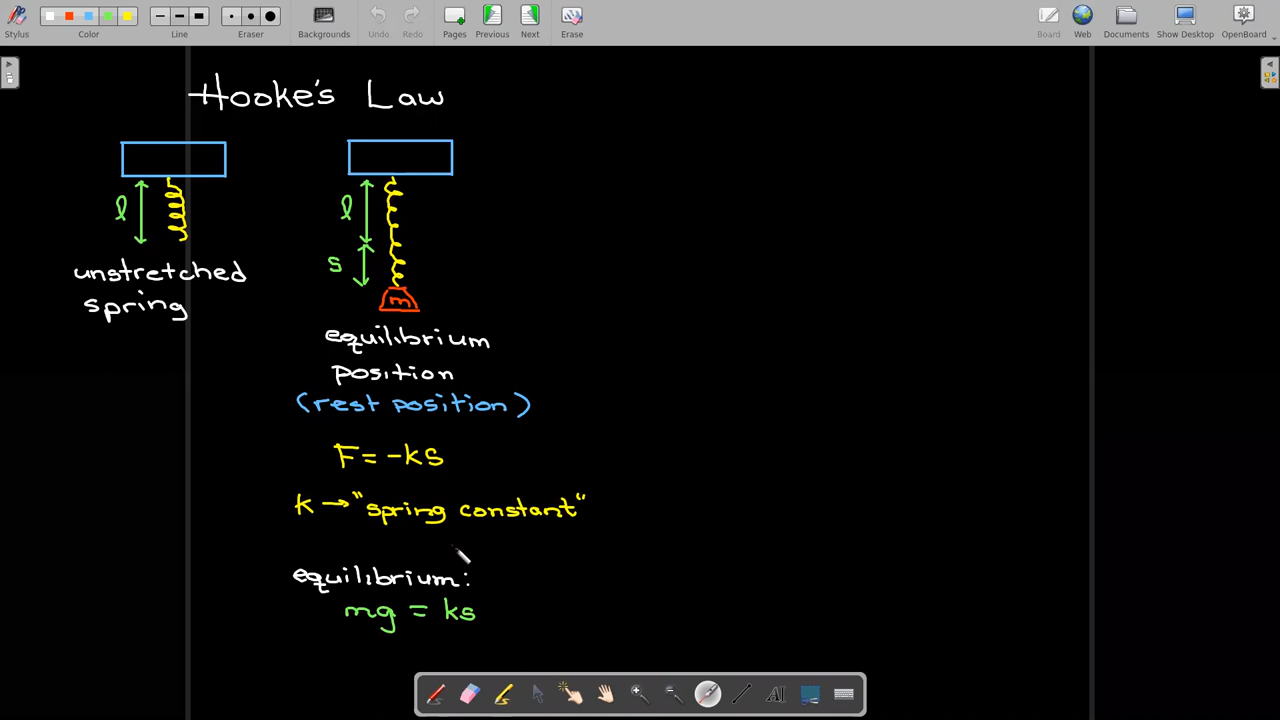 Stylus
Color
Line
Eraser
Backgrounds
Undo
Redo
Pages
Previous
Next
Erase
Board
Web
Documents
Show Desktop
OpenBoard
Hooke's Law
l
unstretched
spring
l
s
m
equilibrium
position
(rest position)
F = -ks
k → "spring constant"
equilibrium:
mg = ks
AI